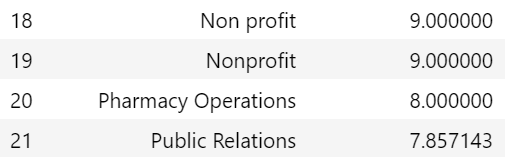 18 Non profit 9.000000
19 Nonprofit 9.000000
20 Pharmacy Operations 8.000000
21 Public Relations 7.857143